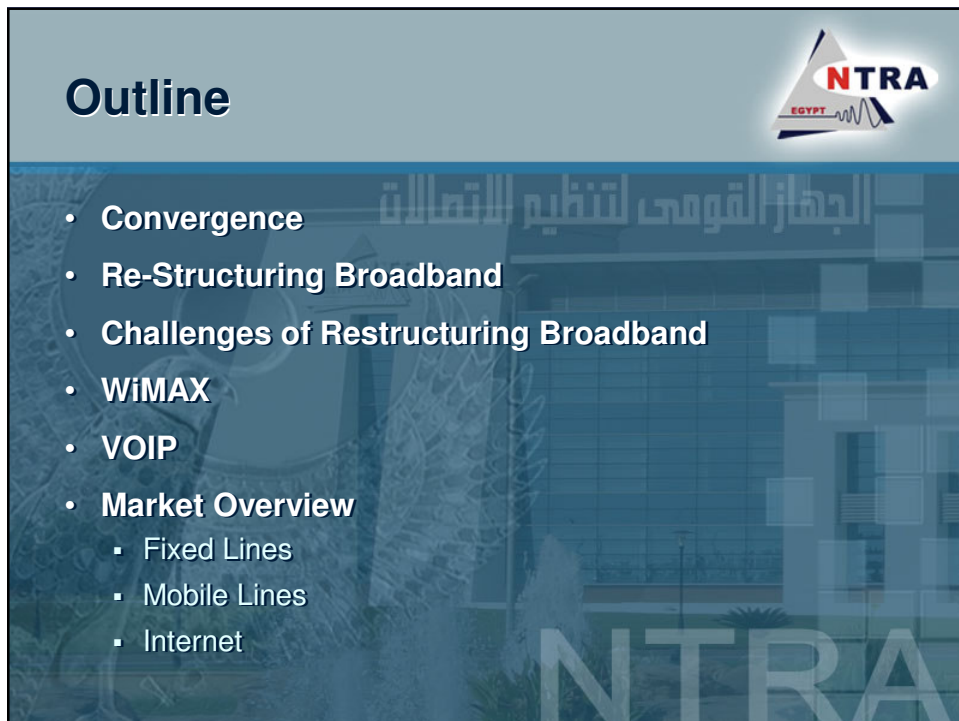 Outline
NTRA
EGYPT
الجهاز القومى لتنظيم الاتصالات
• Convergence
• Re-Structuring Broadband
• Challenges of Restructuring Broadband
• WiMAX
• VOIP
• Market Overview
▪ Fixed Lines
▪ Mobile Lines
▪ Internet
NTRA